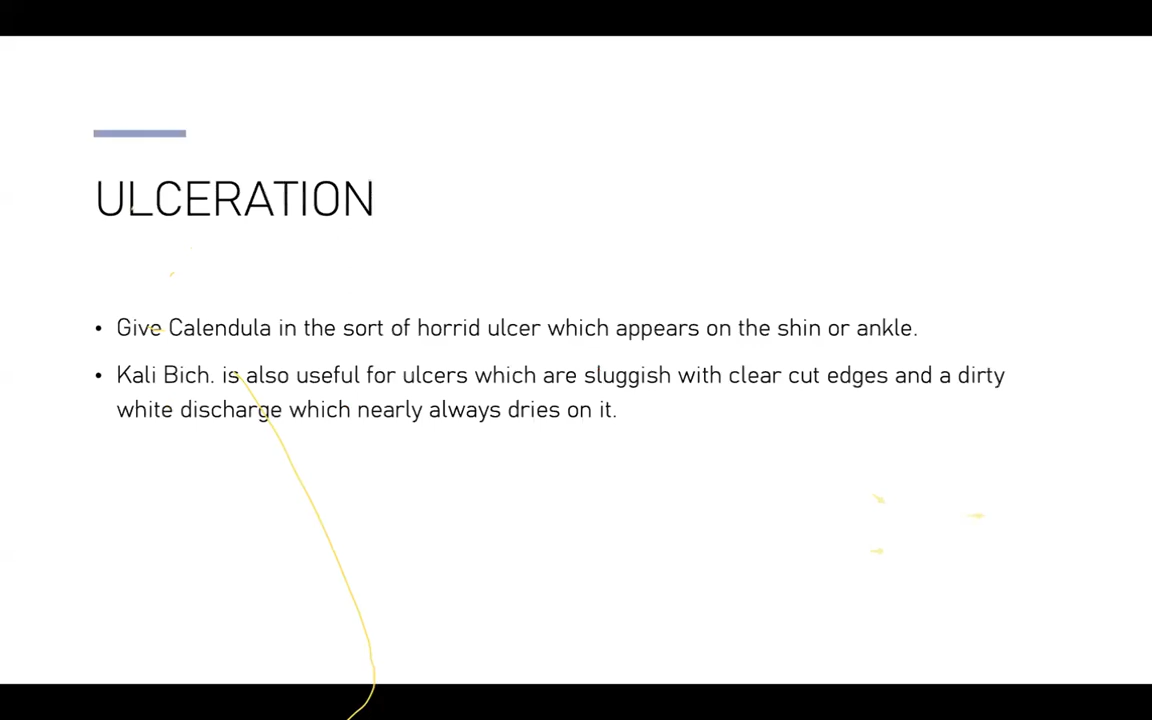 ULCERATION
• Give Calendula in the sort of horrid ulcer which appears on the shin or ankle.
• Kali Bich. is also useful for ulcers which are sluggish with clear cut edges and a dirty
white discharge which nearly always dries on it.